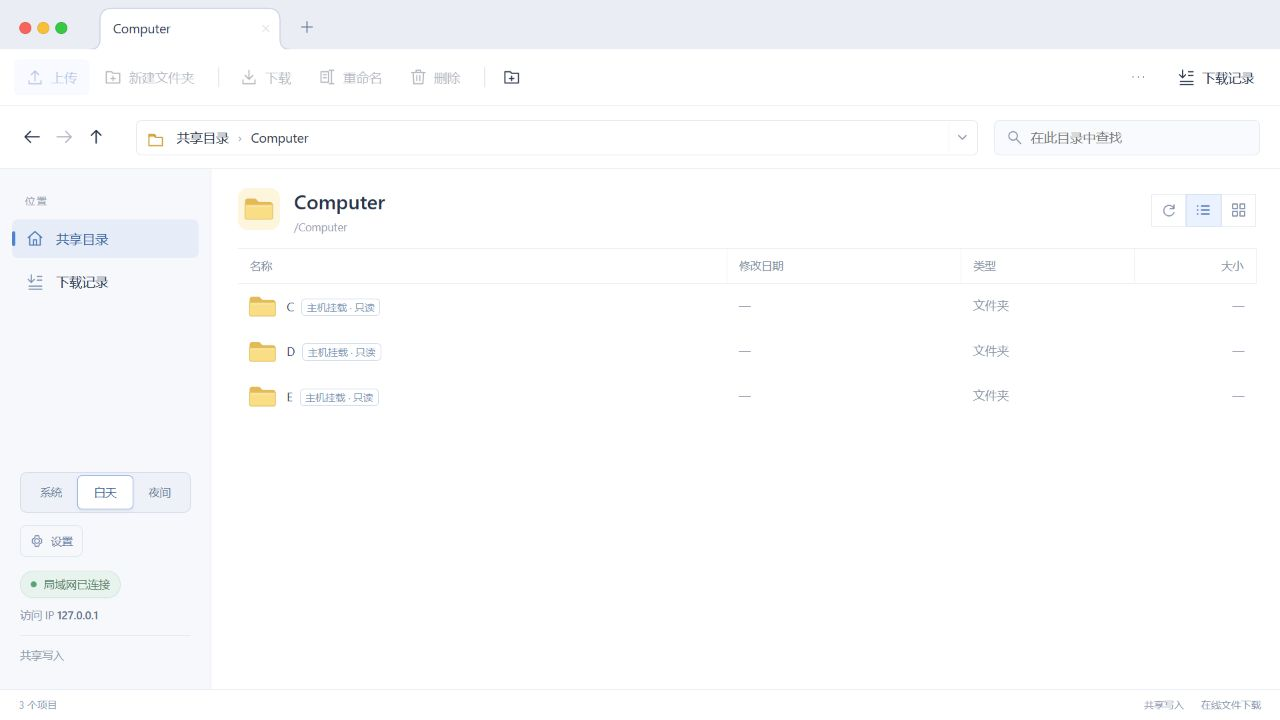 Computer
上传 新建文件夹 下载 重命名 删除 ··· 下载记录
共享目录 › Computer 在此目录中查找
位置
共享目录
下载记录
系统 白天 夜间
设置
局域网已连接
访问 IP 127.0.0.1
共享写入
Computer
/Computer
名称 修改日期 类型 大小
C 主机挂载 · 只读 — 文件夹 —
D 主机挂载 · 只读 — 文件夹 —
E 主机挂载 · 只读 — 文件夹 —
3 个项目 共享写入 在线文件下载